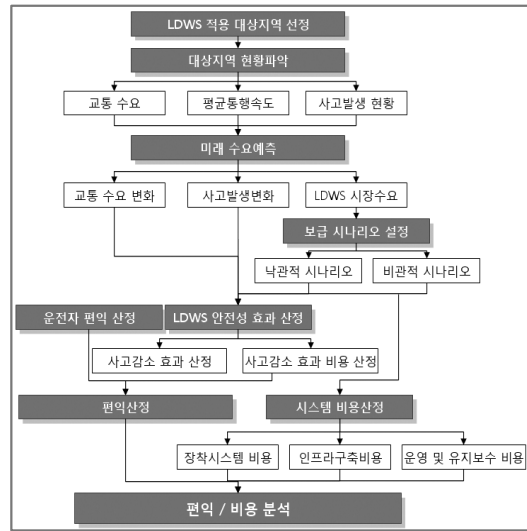 LDWS 적용 대상지역 선정
대상지역 현황파악
교통 수요
평균통행속도
사고발생 현황
미래 수요예측
교통 수요 변화
사고발생변화
LDWS 시장수요
보급 시나리오 설정
낙관적 시나리오
비관적 시나리오
운전자 편익 산정
LDWS 안전성 효과 산정
사고감소 효과 산정
사고감소 효과 비용 산정
편익산정
시스템 비용산정
장착시스템 비용
인프라구축비용
운영 및 유지보수 비용
편익 / 비용 분석